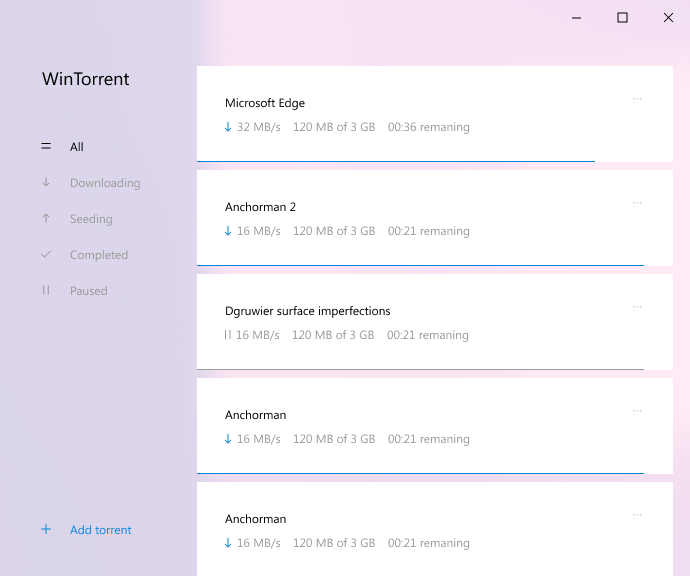 WinTorrent
All
Downloading
Seeding
Completed
Paused
Add torrent
Microsoft Edge
32 MB/s 120 MB of 3 GB 00:36 remaning
Anchorman 2
16 MB/s 120 MB of 3 GB 00:21 remaning
Dgruwier surface imperfections
16 MB/s 120 MB of 3 GB 00:21 remaning
Anchorman
16 MB/s 120 MB of 3 GB 00:21 remaning
Anchorman
16 MB/s 120 MB of 3 GB 00:21 remaning